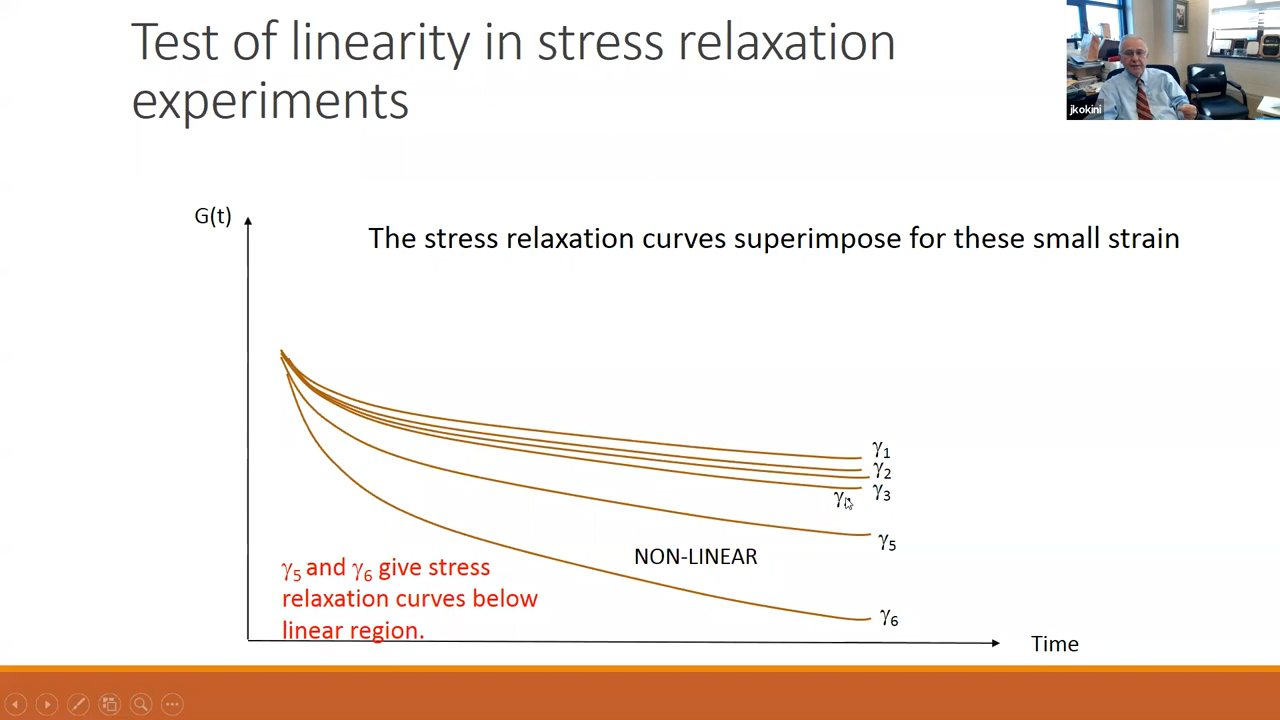 Test of linearity in stress relaxation
experiments
jkokini
G(t)
The stress relaxation curves superimpose for these small strain
γ1
γ2
γ3
γ5
NON-LINEAR
γ5 and γ6 give stress
relaxation curves below
linear region.
γ6
Time